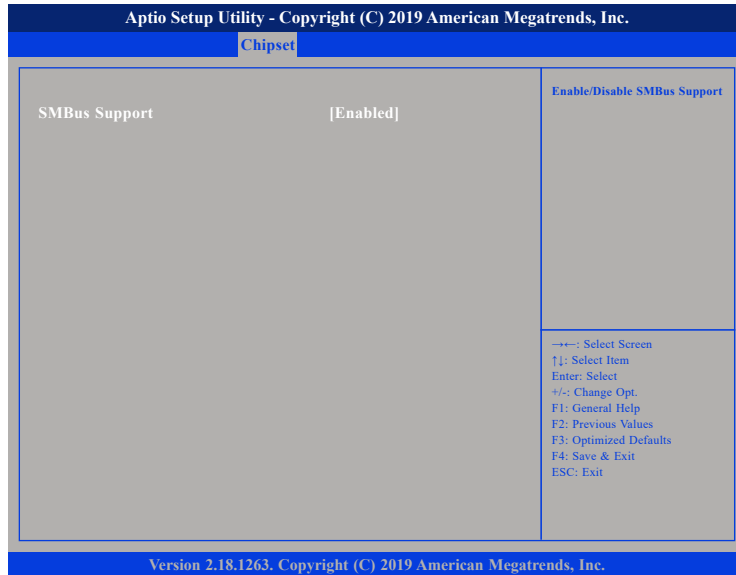 Aptio Setup Utility - Copyright (C) 2019 American Megatrends, Inc.
Chipset
SMBus Support [Enabled]
Enable/Disable SMBus Support
→←: Select Screen
↑↓: Select Item
Enter: Select
+/-: Change Opt.
F1: General Help
F2: Previous Values
F3: Optimized Defaults
F4: Save & Exit
ESC: Exit
Version 2.18.1263. Copyright (C) 2019 American Megatrends, Inc.